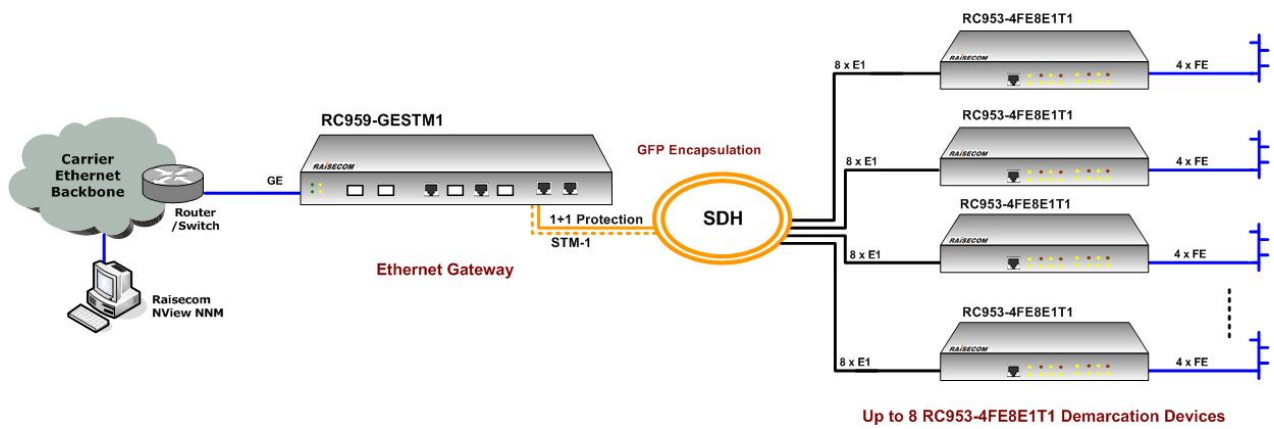 Carrier
Ethernet
Backbone
Router
/Switch
Raisecom
NView NNM
GE
RC959-GESTM1
RAISECOM
1+1 Protection
STM-1
Ethernet Gateway
GFP Encapsulation
SDH
8 x E1
RC953-4FE8E1T1
RAISECOM
4 x FE
8 x E1
RC953-4FE8E1T1
RAISECOM
4 x FE
8 x E1
RC953-4FE8E1T1
RAISECOM
4 x FE
8 x E1
RC953-4FE8E1T1
RAISECOM
4 x FE
Up to 8 RC953-4FE8E1T1 Demarcation Devices